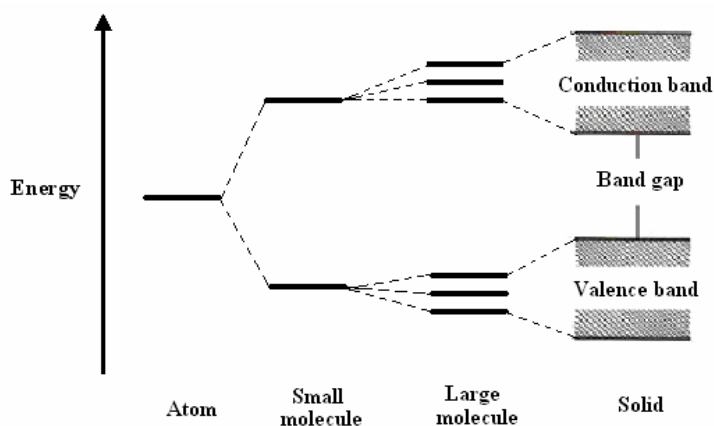 Conduction band
Energy
Band gap
Valence band
Atom
Small
molecule
Large
molecule
Solid